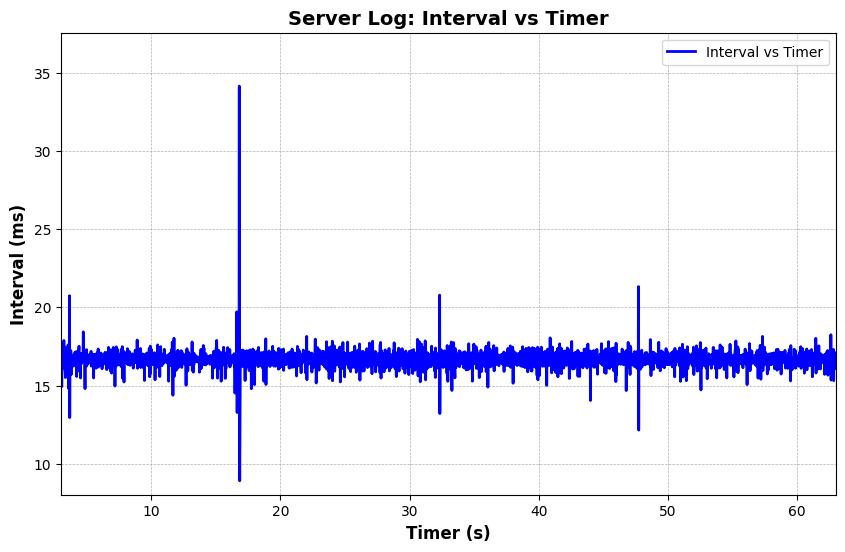 Server Log: Interval vs Timer
Interval vs Timer
35
30
25
20
15
10
Interval (ms)
10 20 30 40 50 60
Timer (s)